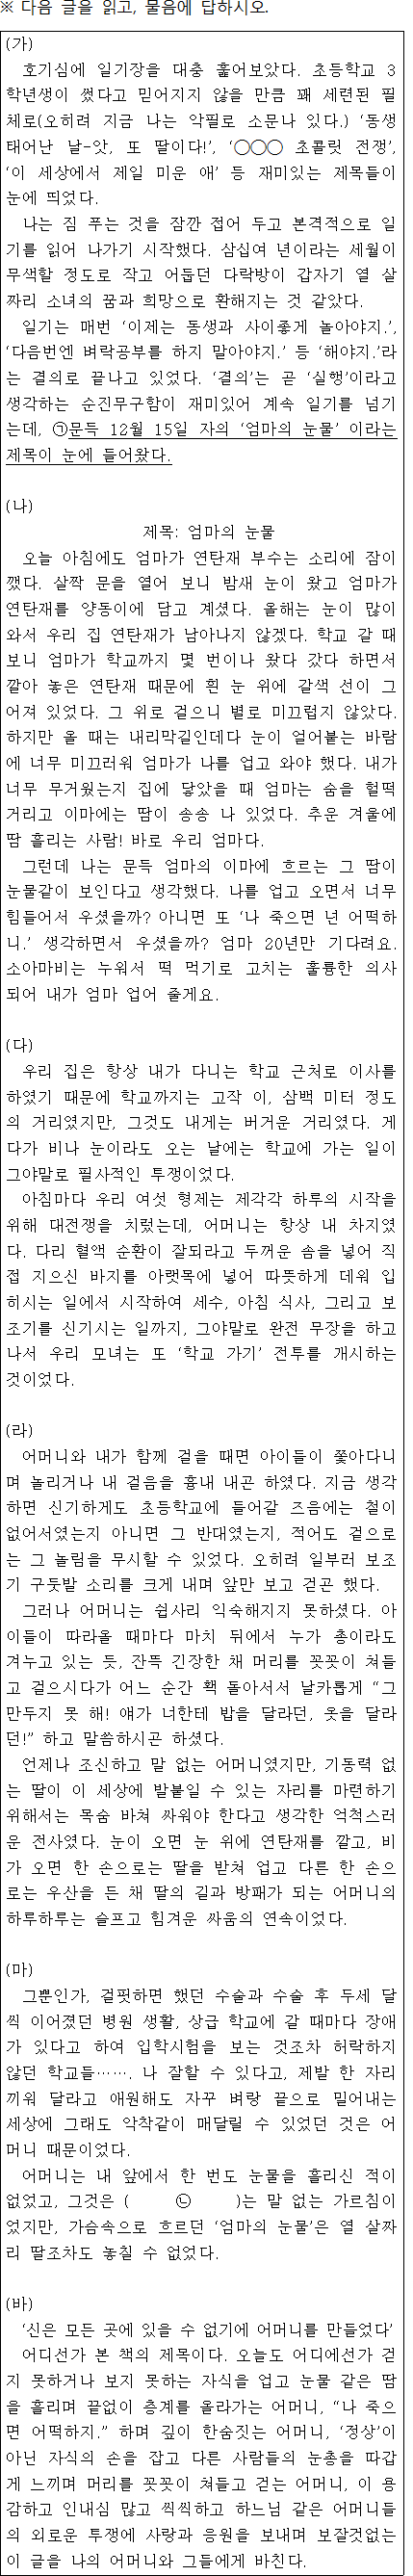 ※ 다음 글을 읽고, 물음에 답하시오.
(가)
호기심에 일기장을 대충 훑어보았다. 초등학교 3
학년생이 썼다고 믿어지지 않을 만큼 꽤 세련된 필
체로(오히려 지금 나는 악필로 소문나 있다.) ‘동생
태어난 날-앗, 또 딸이다!’, ‘◯◯◯ 초콜릿 전쟁’,
‘이 세상에서 제일 미운 애’ 등 재미있는 제목들이
눈에 띄었다.
나는 짐 푸는 것을 잠깐 접어 두고 본격적으로 일
기를 읽어 나가기 시작했다. 삼십여 년이라는 세월이
무색할 정도로 작고 어둡던 다락방이 갑자기 열 살
짜리 소녀의 꿈과 희망으로 환해지는 것 같았다.
일기는 매번 ‘이제는 동생과 사이좋게 놀아야지.’,
‘다음번엔 벼락공부를 하지 말아야지.’ 등 ‘해야지.’라
는 결의로 끝나고 있었다. ‘결의’는 곧 ‘실행’이라고
생각하는 순진무구함이 재미있어 계속 일기를 넘기
는데, ㉠문득 12월 15일 자의 ‘엄마의 눈물’ 이라는
제목이 눈에 들어왔다.
(나)
제목: 엄마의 눈물
오늘 아침에도 엄마가 연탄재 부수는 소리에 잠이
깼다. 살짝 문을 열어 보니 밤새 눈이 왔고 엄마가
연탄재를 양동이에 담고 계셨다. 올해는 눈이 많이
와서 우리 집 연탄재가 남아나지 않겠다. 학교 갈 때
보니 엄마가 학교까지 몇 번이나 왔다 갔다 하면서
깔아 놓은 연탄재 때문에 흰 눈 위에 갈색 선이 그
어져 있었다. 그 위로 걸으니 별로 미끄럽지 않았다.
하지만 올 때는 내리막길인데다 눈이 얼어붙는 바람
에 너무 미끄러워 엄마가 나를 업고 와야 했다. 내가
너무 무거웠는지 집에 닿았을 때 엄마는 숨을 헐떡
거리고 이마에는 땀이 송송 나 있었다. 추운 겨울에
땀 흘리는 사람! 바로 우리 엄마다.
그런데 나는 문득 엄마의 이마에 흐르는 그 땀이
눈물같이 보인다고 생각했다. 나를 업고 오면서 너무
힘들어서 우셨을까? 아니면 또 ‘나 죽으면 넌 어떡하
니.’ 생각하면서 우셨을까? 엄마 20년만 기다려요.
소아마비는 누워서 떡 먹기로 고치는 훌륭한 의사
되어 내가 엄마 업어 줄게요.
(다)
우리 집은 항상 내가 다니는 학교 근처로 이사를
하였기 때문에 학교까지는 고작 이, 삼백 미터 정도
의 거리였지만, 그것도 내게는 버거운 거리였다. 게
다가 비나 눈이라도 오는 날에는 학교에 가는 일이
그야말로 필사적인 투쟁이었다.
아침마다 우리 여섯 형제는 제각각 하루의 시작을
위해 대전쟁을 치렀는데, 어머니는 항상 내 차지였
다. 다리 혈액 순환이 잘되라고 두꺼운 솜을 넣어 직
접 지으신 바지를 아랫목에 넣어 따뜻하게 데워 입
히시는 일에서 시작하여 세수, 아침 식사, 그리고 보
조기를 신기시는 일까지, 그야말로 완전 무장을 하고
나서 우리 모녀는 또 ‘학교 가기’ 전투를 개시하는
것이었다.
(라)
어머니와 내가 함께 걸을 때면 아이들이 쫓아다니
며 놀리거나 내 걸음을 흉내 내곤 하였다. 지금 생각
하면 신기하게도 초등학교에 들어갈 즈음에는 철이
없어서였는지 아니면 그 반대였는지, 적어도 겉으로
는 그 놀림을 무시할 수 있었다. 오히려 일부러 보조
기 구둣발 소리를 크게 내며 앞만 보고 걷곤 했다.
그러나 어머니는 쉽사리 익숙해지지 못하셨다. 아
이들이 따라올 때마다 마치 뒤에서 누가 총이라도
겨누고 있는 듯, 잔뜩 긴장한 채 머리를 꼿꼿이 쳐들
고 걸으시다가 어느 순간 홱 돌아서서 날카롭게 “그
만두지 못 해! 얘가 너한테 밥을 달라던, 옷을 달라
던!” 하고 말씀하시곤 하셨다.
언제나 조신하고 말 없는 어머니였지만, 기동력 없
는 딸이 이 세상에 발붙일 수 있는 자리를 마련하기
위해서는 목숨 바쳐 싸워야 한다고 생각한 억척스러
운 전사였다. 눈이 오면 눈 위에 연탄재를 깔고, 비
가 오면 한 손으로는 딸을 받쳐 업고 다른 한 손으
로는 우산을 든 채 딸의 길과 방패가 되는 어머니의
하루하루는 슬프고 힘겨운 싸움의 연속이었다.
(마)
그뿐인가, 걸핏하면 했던 수술과 수술 후 두세 달
씩 이어졌던 병원 생활, 상급 학교에 갈 때마다 장애
가 있다고 하여 입학시험을 보는 것조차 허락하지
않던 학교들……. 나 잘할 수 있다고, 제발 한 자리
끼워 달라고 애원해도 자꾸 벼랑 끝으로 밀어내는
세상에 그래도 악착같이 매달릴 수 있었던 것은 어
머니 때문이었다.
어머니는 내 앞에서 한 번도 눈물을 흘리신 적이
없었고, 그것은 ( ㉡ )는 말 없는 가르침이
었지만, 가슴속으로 흐르던 ‘엄마의 눈물’은 열 살짜
리 딸조차도 놓칠 수 없었다.
(바)
‘신은 모든 곳에 있을 수 없기에 어머니를 만들었다’
어디선가 본 책의 제목이다. 오늘도 어디에선가 걷
지 못하거나 보지 못하는 자식을 업고 눈물 같은 땀
을 흘리며 끝없이 층계를 올라가는 어머니, “나 죽으
면 어떡하지.” 하며 깊이 한숨짓는 어머니, ‘정상’이
아닌 자식의 손을 잡고 다른 사람들의 눈총을 따갑
게 느끼며 머리를 꼿꼿이 쳐들고 걷는 어머니, 이 용
감하고 인내심 많고 씩씩하고 하느님 같은 어머니들
의 외로운 투쟁에 사랑과 응원을 보내며 보잘것없는
이 글을 나의 어머니와 그들에게 바친다.